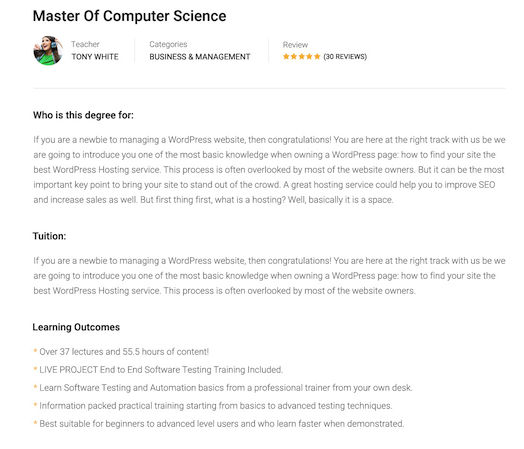 Master Of Computer Science
Teacher
TONY WHITE
Categories
BUSINESS & MANAGEMENT
Review
(30 REVIEWS)
Who is this degree for:
If you are a newbie to managing a WordPress website, then congratulations! You are here at the right track with us be we
are going to introduce you one of the most basic knowledge when owning a WordPress page: how to find your site the
best WordPress Hosting service. This process is often overlooked by most of the website owners. But it can be the most
important key point to bring your site to stand out of the crowd. A great hosting service could help you to improve SEO
and increase sales as well. But first thing first, what is a hosting? Well, basically it is a space.
Tuition:
If you are a newbie to managing a WordPress website, then congratulations! You are here at the right track with us be we
are going to introduce you one of the most basic knowledge when owning a WordPress page: how to find your site the
best WordPress Hosting service. This process is often overlooked by most of the website owners.
Learning Outcomes
* Over 37 lectures and 55.5 hours of content!
* LIVE PROJECT End to End Software Testing Training Included.
* Learn Software Testing and Automation basics from a professional trainer from your own desk.
* Information packed practical training starting from basics to advanced testing techniques.
* Best suitable for beginners to advanced level users and who learn faster when demonstrated.